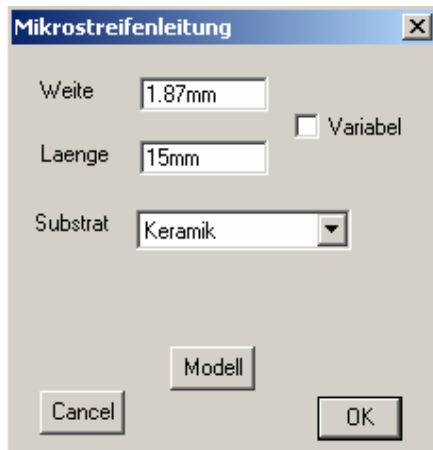 Mikrostreifenleitung
Weite 1.87mm
Variabel
Laenge 15mm
Substrat Keramik
Modell
Cancel OK